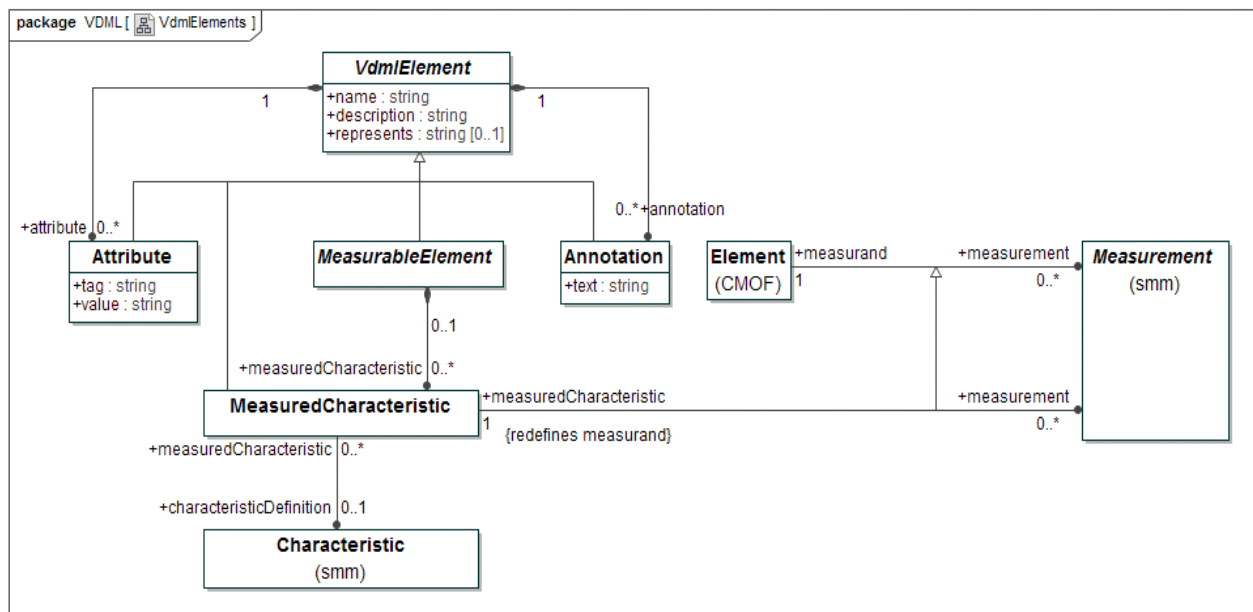 package VDML [ VdmlElements ]
VdmlElement
+name : string
+description : string
+represents : string [0..1]
1
1
+attribute 0..*
0..* +annotation
Attribute
+tag : string
+value : string
MeasurableElement
Annotation
+text : string
Element
(CMOF)
+measurand
1
+measurement
0..*
Measurement
(smm)
0..1
+measuredCharacteristic 0..*
MeasuredCharacteristic
+measuredCharacteristic
1
{redefines measurand}
+measurement
0..*
+measuredCharacteristic 0..*
+characteristicDefinition 0..1
Characteristic
(smm)